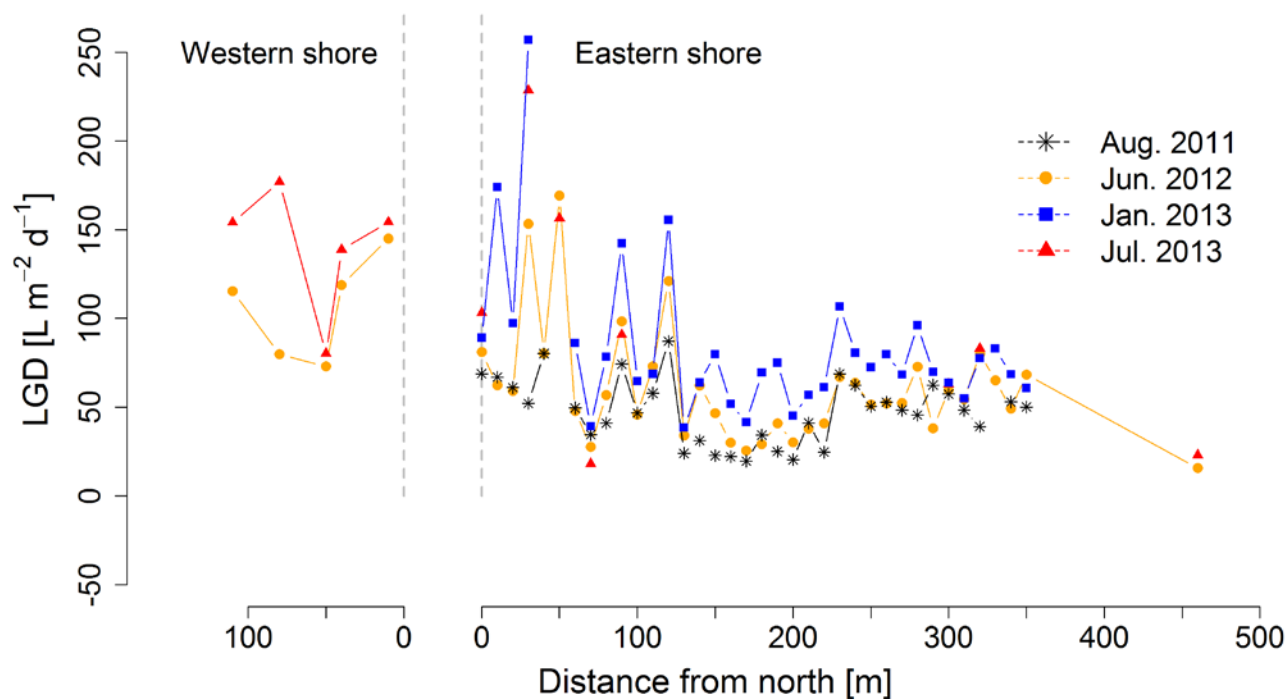 Western shore
Eastern shore
Aug. 2011
Jun. 2012
Jan. 2013
Jul. 2013
LGD [L m⁻² d⁻¹]
250
200
150
100
50
0
-50
100 0 0 100 200 300 400 500
Distance from north [m]